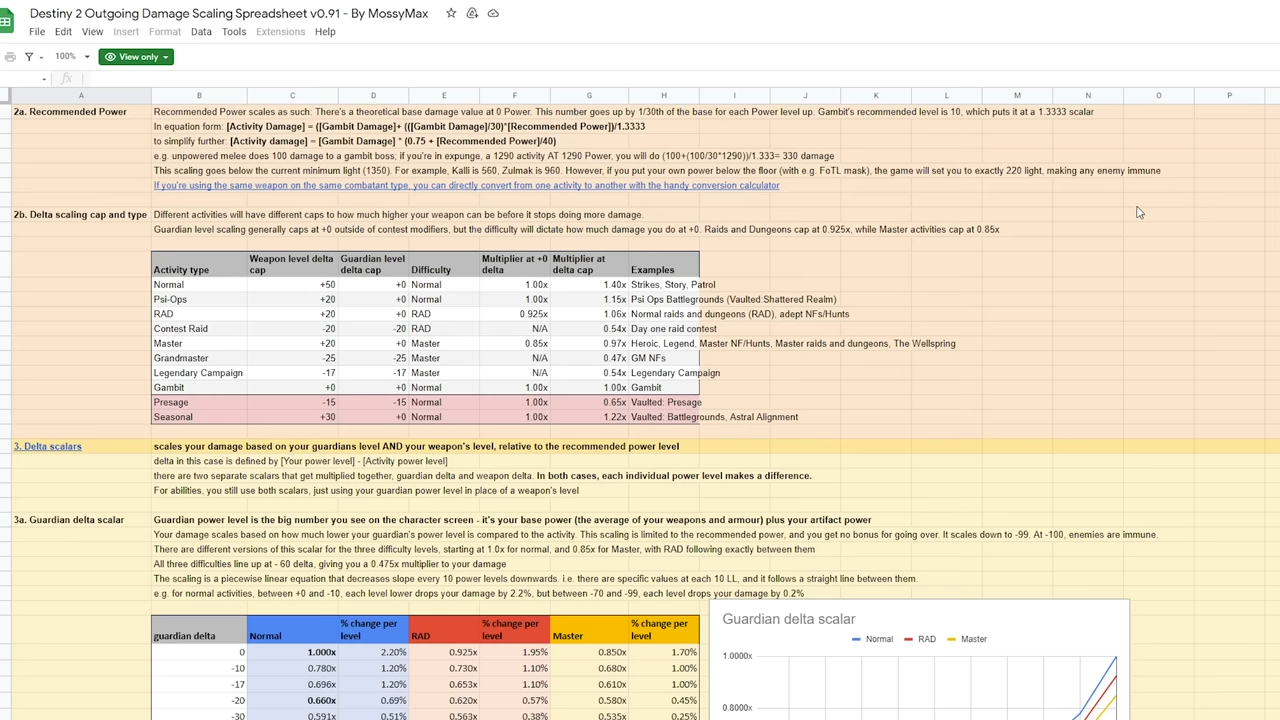 Destiny 2 Outgoing Damage Scaling Spreadsheet v0.91 - By MossyMax
File Edit View Insert Format Data Tools Extensions Help
100% View only
fx
A B C D E F G H I J K L M N O P
2a. Recommended Power Recommended Power scales as such: There's a theoretical base damage value at 0 Power. This number goes up by 1/30th of the base for each Power level up. Gambit's recommended level is 10, which puts it at a 1.3333 scalar
In equation form: [Activity Damage] = ([Gambit Damage]+ (([Gambit Damage]/30)*[Recommended Power])/1.3333
to simplify further: [Activity damage] = [Gambit Damage] * (0.75 + [Recommended Power]/40)
e.g. unpowered melee does 100 damage to a gambit boss; if you're in expunge, a 1290 activity AT 1290 Power, you will do (100+(100/30*1290))/1.333= 330 damage
This scaling goes below the current minimum light (1350). For example, Kalli is 560, Zulmak is 960. However, if you put your own power below the floor (with e.g. FoTL mask), the game will set you to exactly 220 light, making any enemy immune
If you're using the same weapon on the same combatant type, you can directly convert from one activity to another with the handy conversion calculator
2b. Delta scaling cap and type Different activities will have different caps to how much higher your weapon can be before it stops doing more damage.
Guardian level scaling generally caps at +0 outside of contest modifiers, but the difficulty will dictate how much damage you do at +0. Raids and Dungeons cap at 0.925x, while Master activities cap at 0.85x
Activity type Weapon level delta cap Guardian level delta cap Difficulty Multiplier at +0 delta Multiplier at delta cap Examples
Normal +50 +0 Normal 1.00x 1.40x Strikes, Story, Patrol
Psi-Ops +20 +0 Normal 1.00x 1.15x Psi Ops Battlegrounds (Vaulted:Shattered Realm)
RAD +20 +0 RAD 0.925x 1.06x Normal raids and dungeons (RAD), adept NFs/Hunts
Contest Raid -20 -20 RAD N/A 0.54x Day one raid contest
Master +20 +0 Master 0.85x 0.97x Heroic, Legend, Master NF/Hunts, Master raids and dungeons, The Wellspring
Grandmaster -25 -25 Master N/A 0.47x GM NFs
Legendary Campaign -17 -17 Master N/A 0.54x Legendary Campaign
Gambit +0 +0 Normal 1.00x 1.00x Gambit
Presage -15 -15 Normal 1.00x 0.65x Vaulted: Presage
Seasonal +30 +0 Normal 1.00x 1.22x Vaulted: Battlegrounds, Astral Alignment
3. Delta scalars scales your damage based on your guardians level AND your weapon's level, relative to the recommended power level
delta in this case is defined by [Your power level] - [Activity power level]
there are two separate scalars that get multiplied together, guardian delta and weapon delta. In both cases, each individual power level makes a difference.
For abilities, you still use both scalars, just using your guardian power level in place of a weapon's level
3a. Guardian delta scalar Guardian power level is the big number you see on the character screen - it's your base power (the average of your weapons and armour) plus your artifact power
Your damage scales based on how much lower your guardian's power level is compared to the activity. This scaling is limited to the recommended power, and you get no bonus for going over. It scales down to -99. At -100, enemies are immune.
There are different versions of this scalar for the three difficulty levels, starting at 1.0x for normal, and 0.85x for Master, with RAD following exactly between them
All three difficulties line up at - 60 delta, giving you a 0.475x multiplier to your damage
The scaling is a piecewise linear equation that decreases slope every 10 power levels downwards. i.e. there are specific values at each 10 LL, and it follows a straight line between them.
e.g. for normal activities, between +0 and -10, each level lower drops your damage by 2.2%, but between -70 and -99, each level drops your damage by 0.2%
guardian delta Normal % change per level RAD % change per level Master % change per level
0 1.000x 2.20% 0.925x 1.95% 0.850x 1.70%
-10 0.780x 1.20% 0.730x 1.10% 0.680x 1.00%
-17 0.696x 1.20% 0.653x 1.10% 0.610x 1.00%
-20 0.660x 0.69% 0.620x 0.57% 0.580x 0.45%
-30 0.591x 0.51% 0.563x 0.38% 0.535x 0.25%
Guardian delta scalar
Normal RAD Master
1.0000x
0.8000x